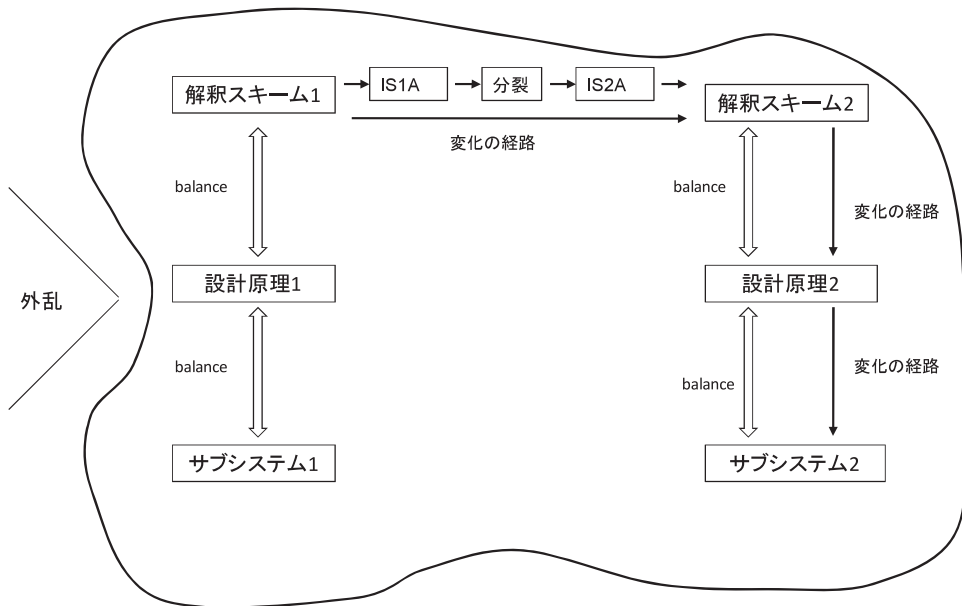 解釈スキーム1
IS1A
分裂
IS2A
解釈スキーム2
変化の経路
balance
balance
変化の経路
外乱
設計原理1
設計原理2
balance
balance
変化の経路
サブシステム1
サブシステム2